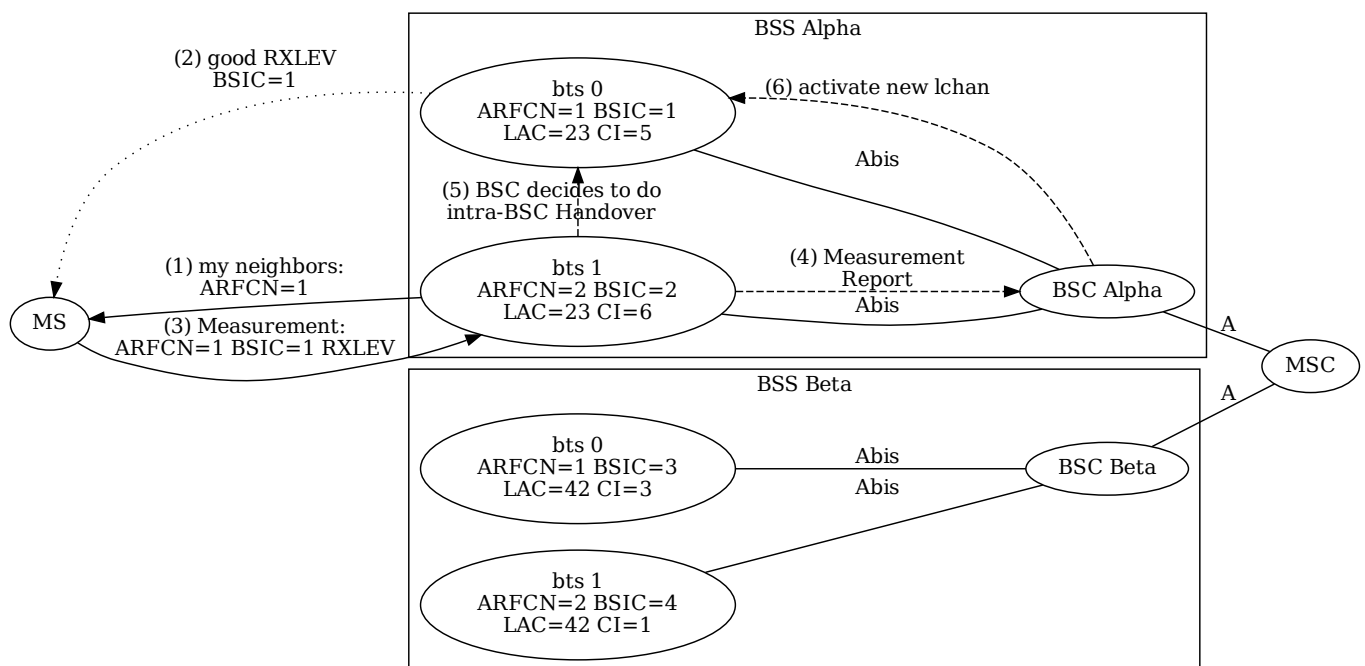 BSS Alpha
(2) good RXLEV
BSIC=1
bts 0
ARFCN=1 BSIC=1
LAC=23 CI=5
(6) activate new lchan
Abis
(5) BSC decides to do
intra-BSC Handover
(1) my neighbors:
ARFCN=1
bts 1
ARFCN=2 BSIC=2
LAC=23 CI=6
(4) Measurement
Report
Abis
BSC Alpha
MS
(3) Measurement:
ARFCN=1 BSIC=1 RXLEV
A
MSC
A
BSS Beta
bts 0
ARFCN=1 BSIC=3
LAC=42 CI=3
Abis
Abis
BSC Beta
bts 1
ARFCN=2 BSIC=4
LAC=42 CI=1